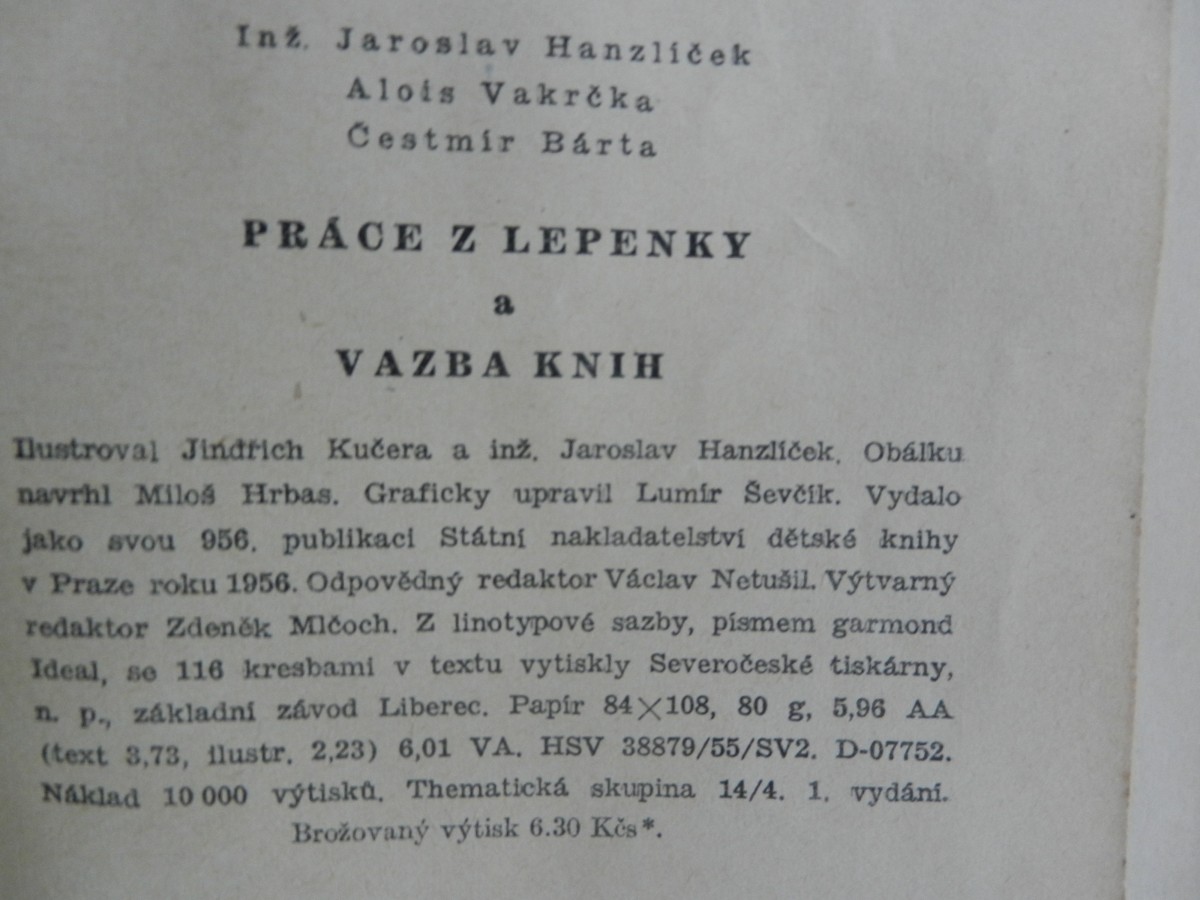 Inž. Jaroslav Hanzlíček
Alois Vakrčka
Čestmír Bárta
PRÁCE Z LEPENKY
a
VAZBA KNIH
Ilustroval Jindřich Kučera a inž. Jaroslav Hanzlíček. Obálku
navrhl Miloš Hrbas. Graficky upravil Lumír Ševčík. Vydalo
jako svou 956. publikaci Státní nakladatelství dětské knihy
v Praze roku 1956. Odpovědný redaktor Václav Netušil. Výtvarný
redaktor Zdeněk Mlčoch. Z linotypové sazby, písmem garmond
Ideal, se 116 kresbami v textu vytiskly Severočeské tiskárny,
n. p., základní závod Liberec. Papír 84×108, 80 g, 5,96 AA
(text 3,73, ilustr. 2,23) 6,01 VA. HSV 38879/55/SV2. D-07752.
Náklad 10 000 výtisků. Thematická skupina 14/4. 1. vydání.
Brožovaný výtisk 6.30 Kčs*.